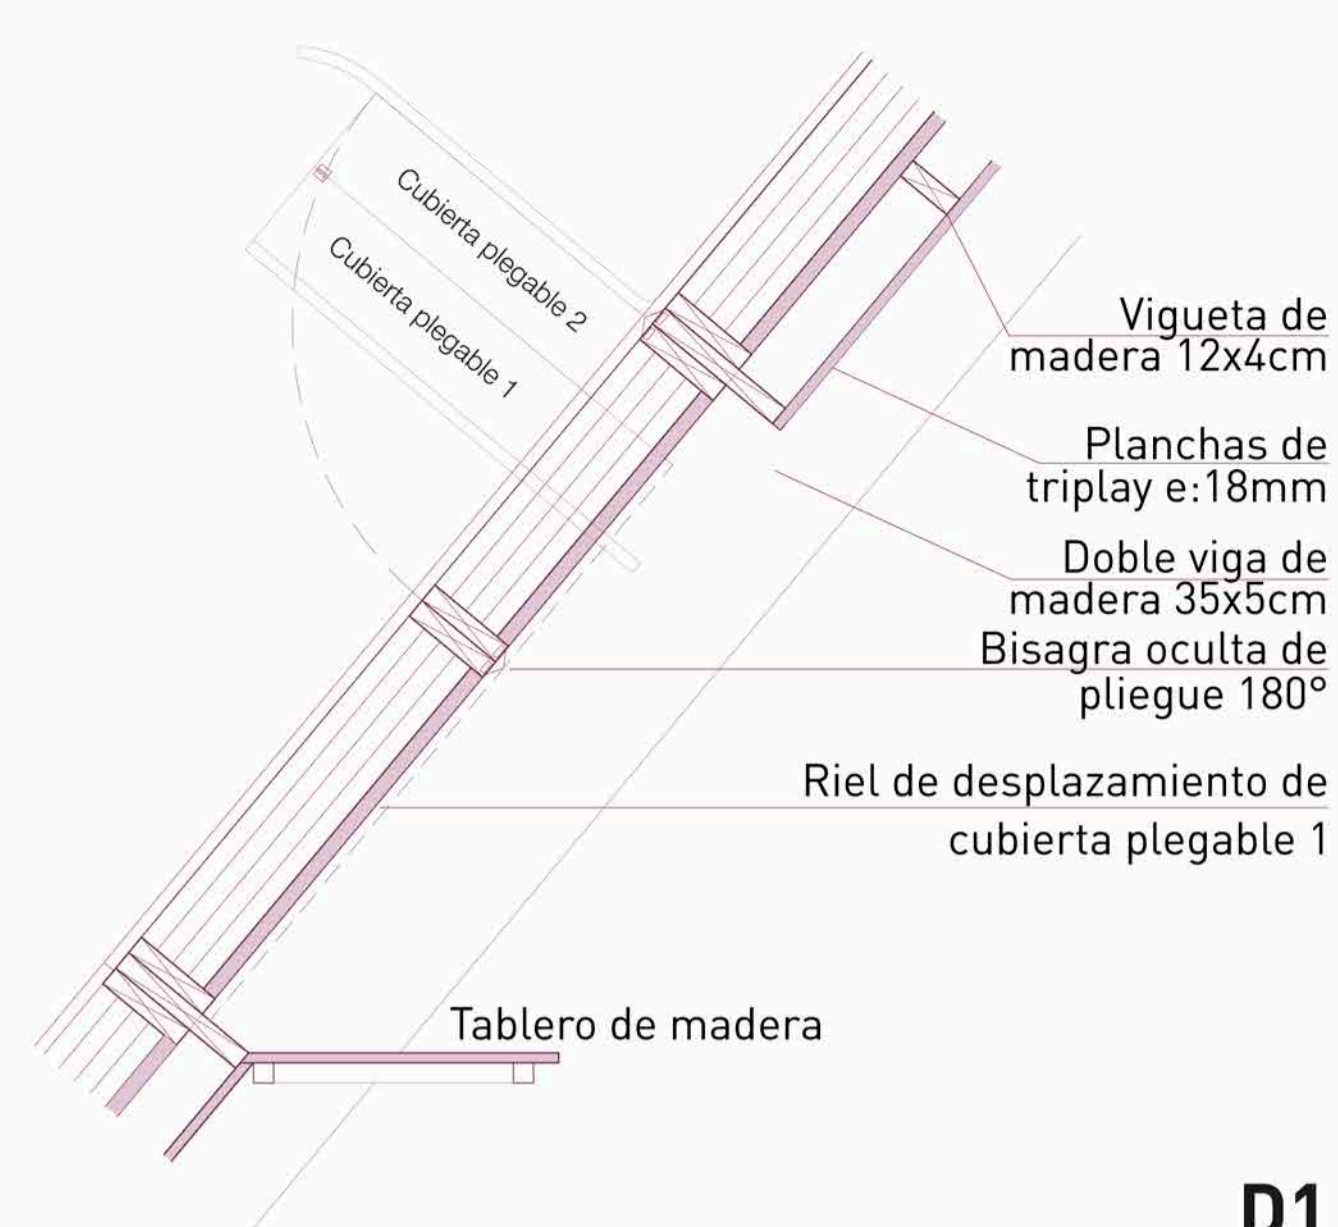 Cubierta plegable 2
Cubierta plegable 1
Vigueta de
madera 12x4cm
Planchas de
triplay e:18mm
Doble viga de
madera 35x5cm
Bisagra oculta de
pliegue 180°
Riel de desplazamiento de
cubierta plegable 1
Tablero de madera
D1